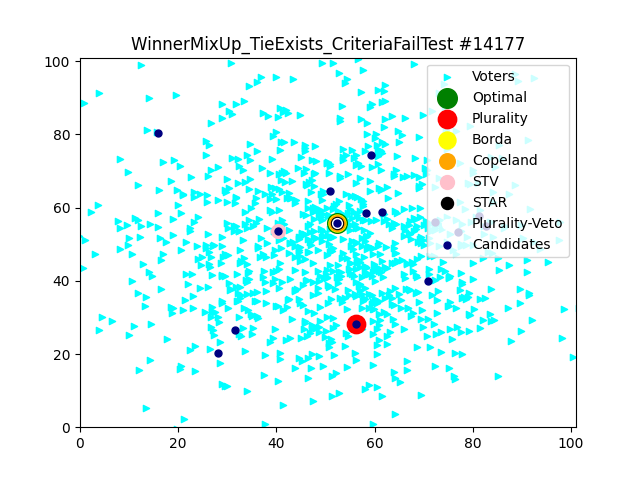 WinnerMixUp_TieExists_CriteriaFailTest #14177
100
80
60
40
20
0
0
20
40
60
80
100
Voters
Optimal
Plurality
Borda
Copeland
STV
STAR
Plurality-Veto
Candidates